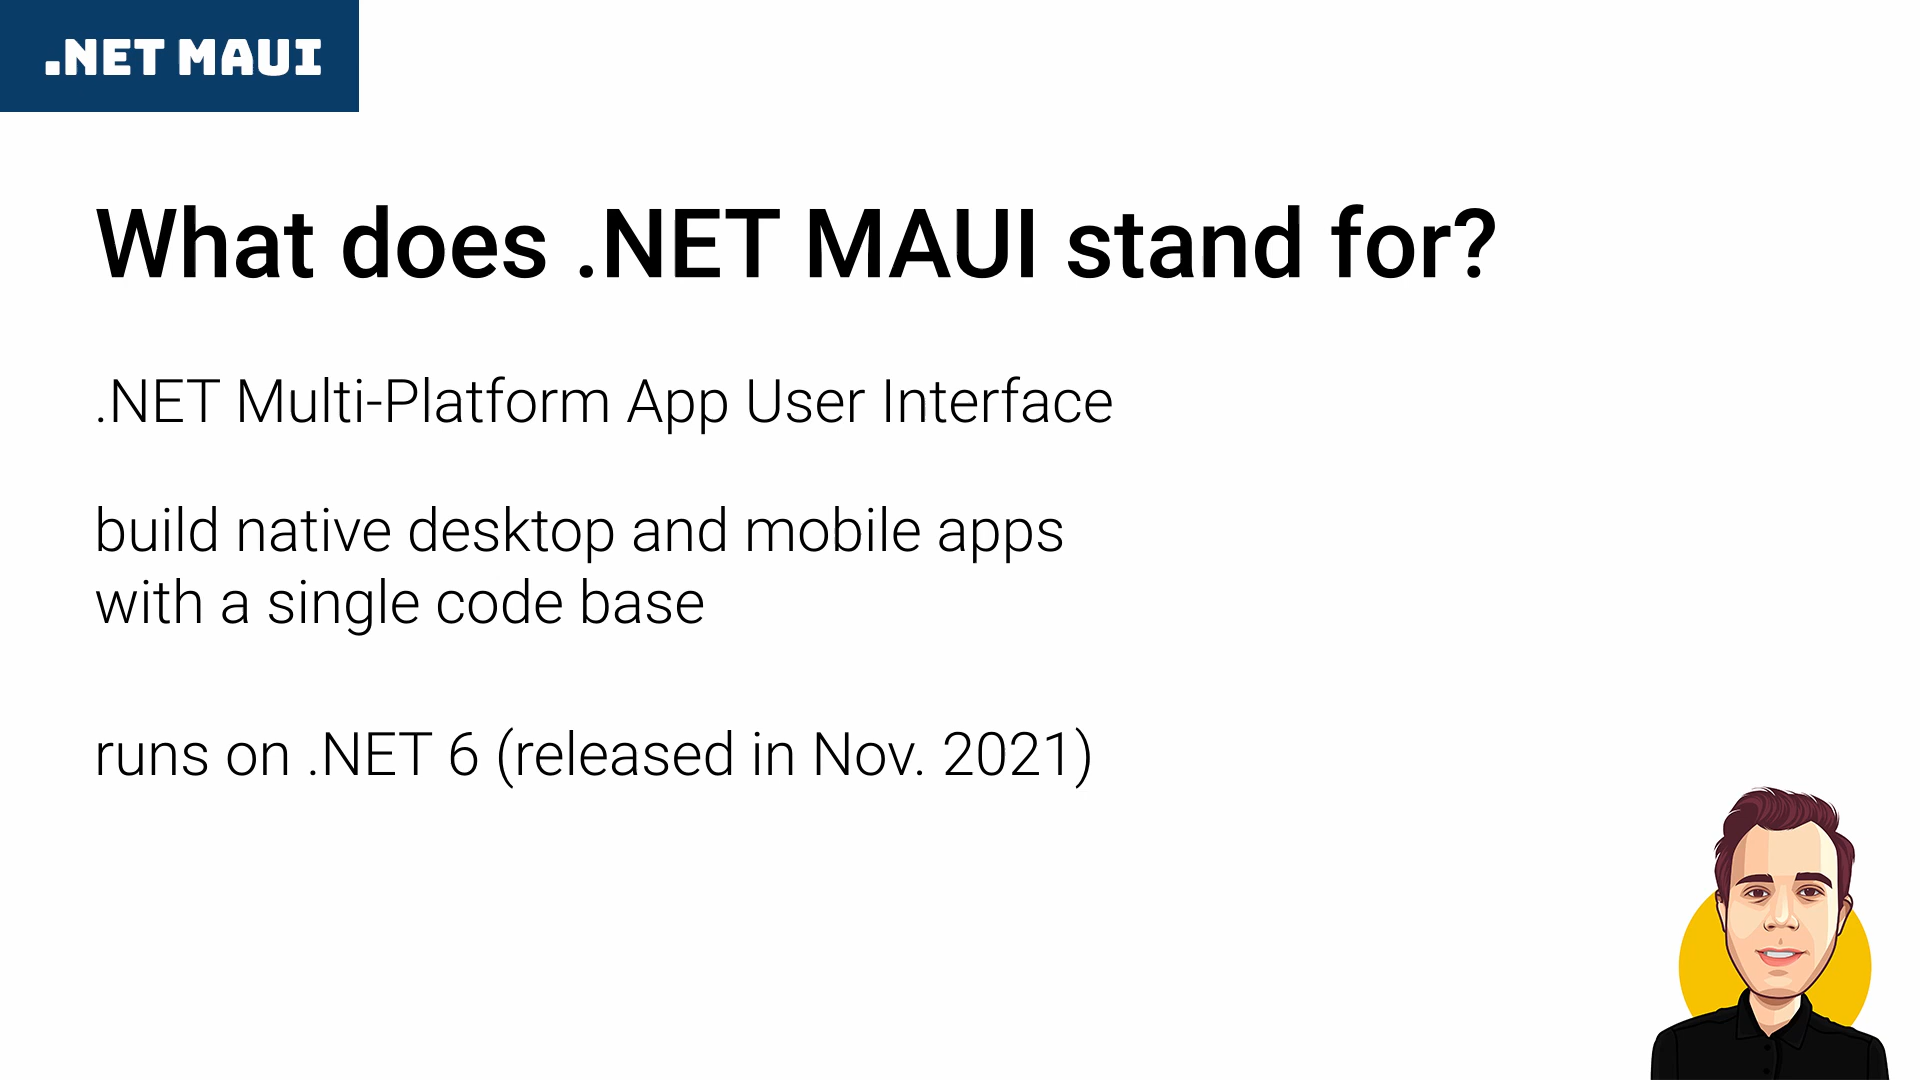 .NET MAUI
What does .NET MAUI stand for?
.NET Multi-Platform App User Interface
build native desktop and mobile apps
with a single code base
runs on .NET 6 (released in Nov. 2021)